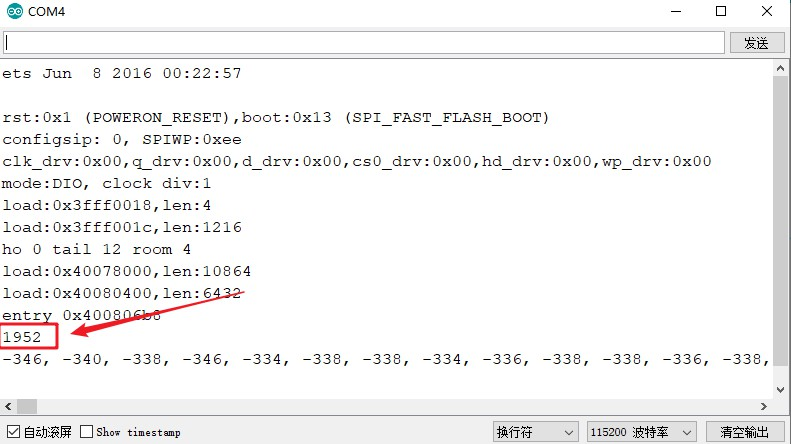 COM4
发送
ets Jun  8 2016 00:22:57
rst:0x1 (POWERON_RESET),boot:0x13 (SPI_FAST_FLASH_BOOT)
configsip: 0, SPIWP:0xee
clk_drv:0x00,q_drv:0x00,d_drv:0x00,cs0_drv:0x00,hd_drv:0x00,wp_drv:0x00
mode:DIO, clock div:1
load:0x3fff0018,len:4
load:0x3fff001c,len:1216
ho 0 tail 12 room 4
load:0x40078000,len:10864
load:0x40080400,len:6432
entry 0x400806b8
1952
-346, -340, -338, -346, -334, -338, -338, -334, -336, -338, -338, -336, -338,
自动滚屏 Show timestamp 换行符 115200 波特率 清空输出